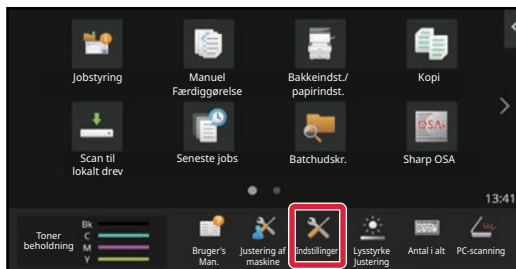 Jobstyring
Manuel
Færdiggørelse
Bakkeindst./
papirindst.
Kopi
Scan til
lokalt drev
Seneste jobs
Batchudskr.
Sharp OSA
OSA
13:41
Toner
beholdning
Bk
C
M
Y
Bruger's
Man.
Justering af
maskine
Indstillinger
Lysstyrke
Justering
Antal i alt
PC-scanning